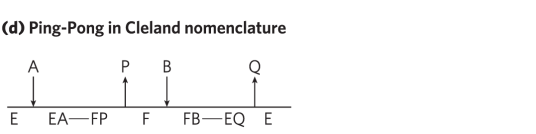 (d) Ping-Pong in Cleland nomenclature
A P B Q
E EA—FP F FB—EQ E